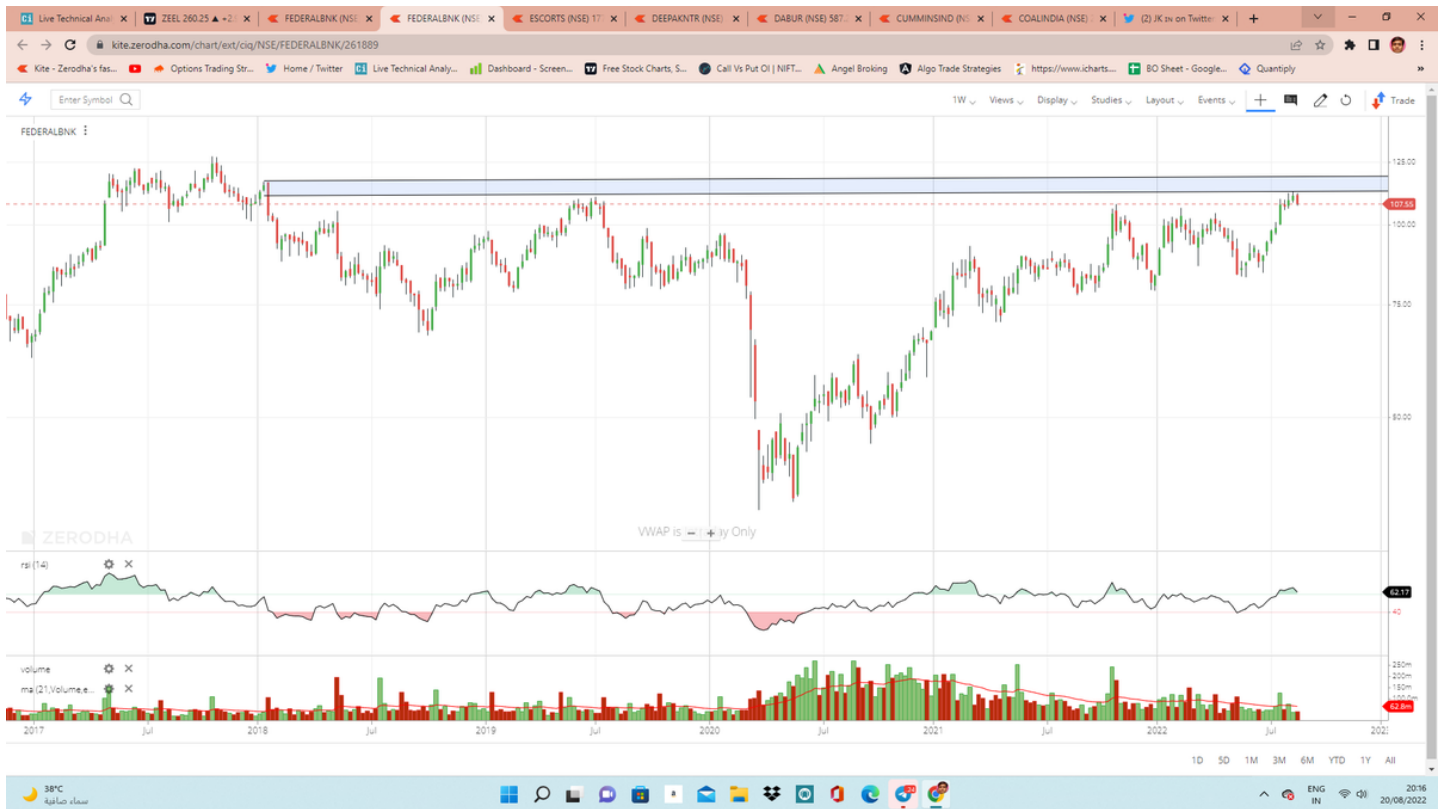 Live Technical Anal
ZEEL 260.25 ▲ +2.
FEDERALBNK (NSE
FEDERALBNK (NSE
ESCORTS (NSE) 17
DEEPAKNTR (NSE)
DABUR (NSE) 587.
CUMMINSIND (NS
COALINDIA (NSE)
(2) JK IN on Twitter
kite.zerodha.com/chart/ext/ciq/NSE/FEDERALBNK/261889
Kite - Zerodha's fas...
Options Trading Str...
Home / Twitter
Live Technical Analy...
Dashboard - Screen...
Free Stock Charts, S...
Call Vs Put OI | NIFT...
Angel Broking
Algo Trade Strategies
https://www.icharts....
BO Sheet - Google...
Quantiply
Enter Symbol
1W
Views
Display
Studies
Layout
Events
Trade
FEDERALBNK
125.00
107.55
100.00
75.00
50.00
ZERODHA
VWAP is
y Only
rsi (14)
62.17
40
volume
ma (21,Volume,e...
250m
200m
150m
62.8m
2017
Jul
2018
Jul
2019
Jul
2020
Jul
2021
Jul
2022
Jul
202
1D 5D 1M 3M 6M YTD 1Y All
38°C
سماء صافية
24
ENG
IN
20:16
20/08/2022